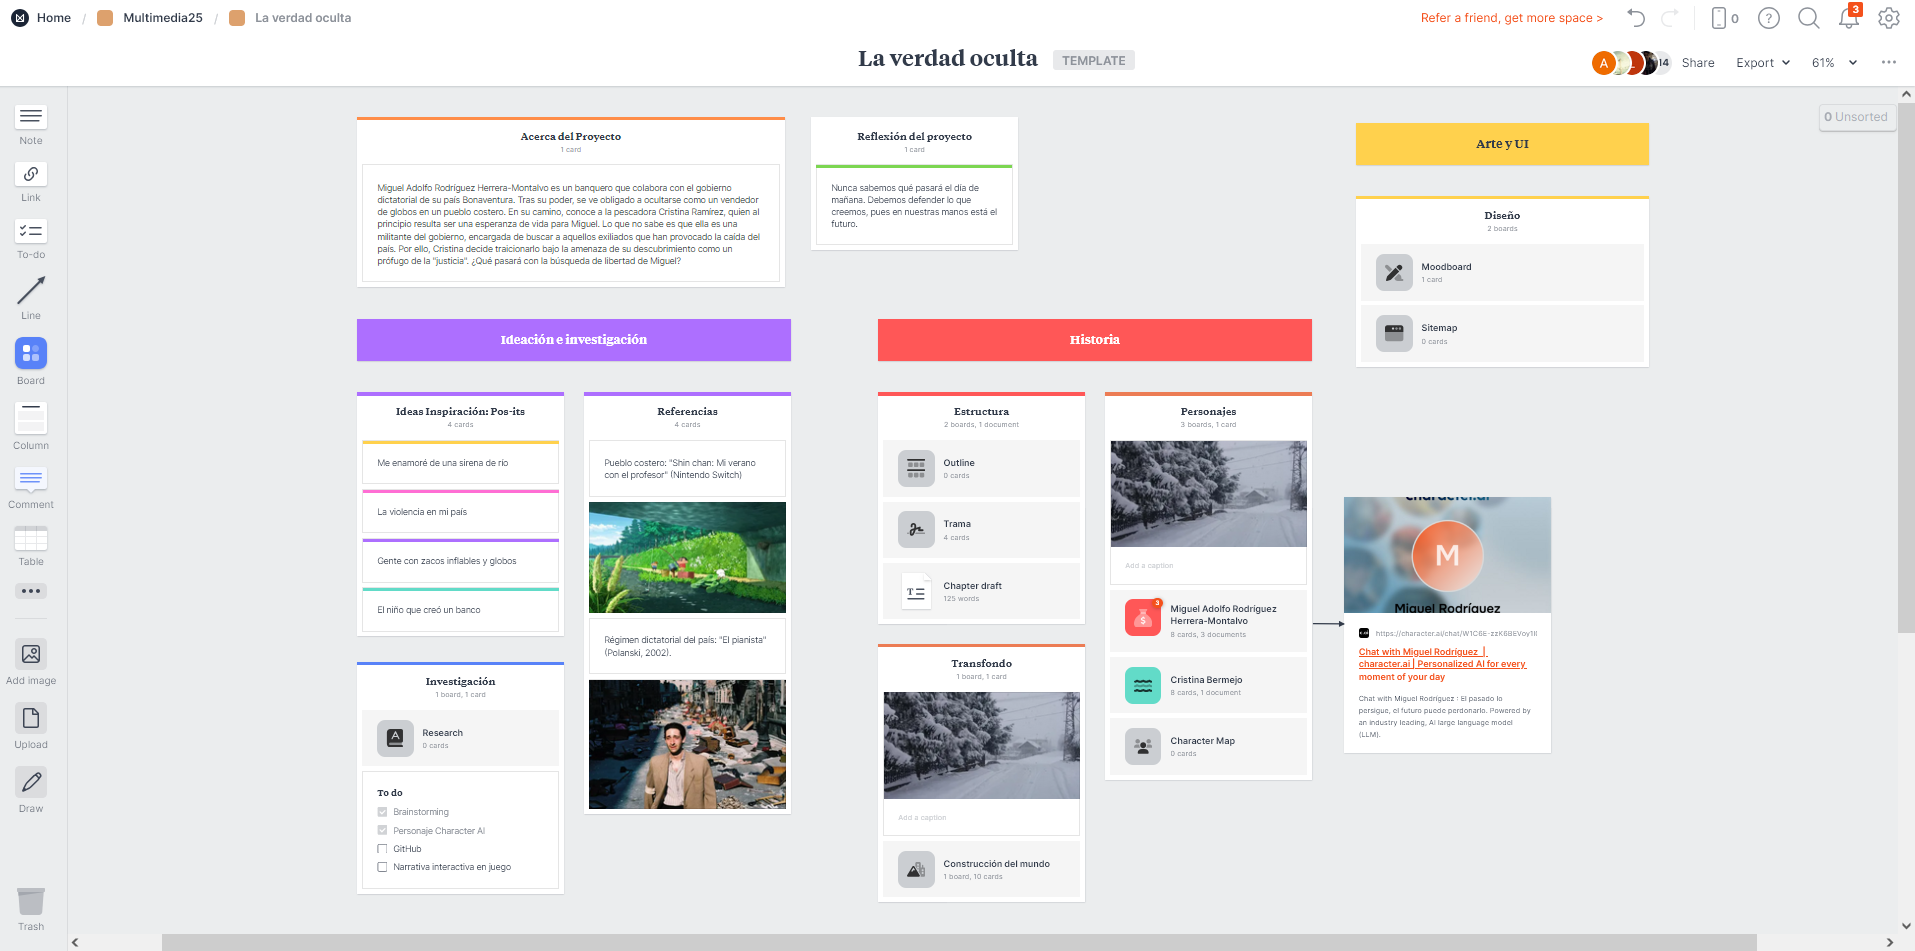 Home / Multimedia25 / La verdad oculta
Refer a friend, get more space >
0
?
3
La verdad oculta TEMPLATE
A
14
Share
Export
61%
0 Unsorted
Note
Link
To-do
Line
Board
Column
Comment
Table
Add image
Upload
Draw
Trash
Acerca del Proyecto
1 card
Miguel Adolfo Rodríguez Herrera-Montalvo es un banquero que colabora con el gobierno
dictatorial de su país Bonaventura. Tras su poder, se ve obligado a ocultarse como un vendedor
de globos en un pueblo costero. En su camino, conoce a la pescadora Cristina Ramírez, quien al
principio resulta ser una esperanza de vida para Miguel. Lo que no sabe es que ella es una
militante del gobierno, encargada de buscar a aquellos exiliados que han provocado la caída del
país. Por ello, Cristina decide traicionarlo bajo la amenaza de su descubrimiento como un
prófugo de la "justicia". ¿Qué pasará con la búsqueda de libertad de Miguel?
Reflexión del proyecto
1 card
Nunca sabemos qué pasará el día de
mañana. Debemos defender lo que
creemos, pues en nuestras manos está el
futuro.
Arte y UI
Diseño
2 boards
Moodboard
1 card
Sitemap
0 cards
Ideación e investigación
Ideas Inspiración: Pos-its
4 cards
Me enamoré de una sirena de río
La violencia en mi país
Gente con zacos inflables y globos
El niño que creó un banco
Investigación
1 board, 1 card
Research
0 cards
To do
Brainstorming
Personaje Character AI
GitHub
Narrativa interactiva en juego
Referencias
4 cards
Pueblo costero: "Shin chan: Mi verano
con el profesor" (Nintendo Switch)
Régimen dictatorial del país: "El pianista"
(Polanski, 2002).
Historia
Estructura
2 boards, 1 document
Outline
0 cards
Trama
4 cards
Chapter draft
125 words
Transfondo
1 board, 1 card
Add a caption
Construcción del mundo
1 board, 10 cards
Personajes
3 boards, 1 card
Add a caption
3
Miguel Adolfo Rodríguez
Herrera-Montalvo
8 cards, 3 documents
Cristina Bermejo
8 cards, 1 document
Character Map
0 cards
character.ai
M
Miguel Rodríguez
Chat with Miguel Rodríguez |
character.ai | Personalized AI for every
moment of your day
Chat with Miguel Rodríguez : El pasado lo
persigue, el futuro puede perdonarlo. Powered by
an industry leading, AI large language model
(LLM).